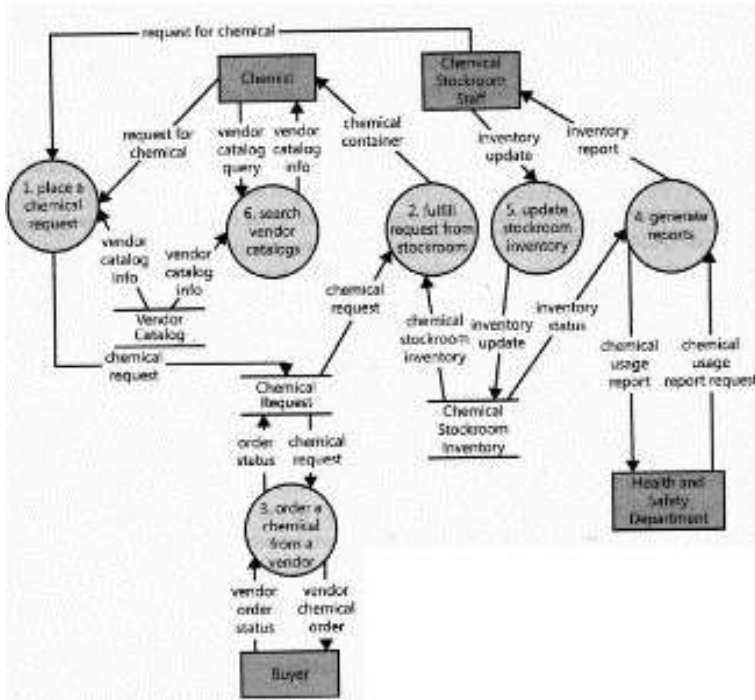 request for chemical
Chemist
Chemical
Stockroom
Staff
request for
chemical
vendor
catalog
query
vendor
catalog
info
chemical
container
inventory
update
inventory
report
1. place a
chemical
request
6. search
vendor
catalogs
2. fulfill
request from
stockroom
5. update
stockroom
inventory
4. generate
reports
vendor
catalog
info
vendor
catalog
info
Vendor
Catalog
chemical
request
chemical
request
chemical
stockroom
inventory
inventory
update
inventory
status
chemical
usage
report
chemical
usage
report request
Chemical
Request
Chemical
Stockroom
Inventory
order
status
chemical
request
Health and
Safety
Department
3. order a
chemical
from a
vendor
vendor
order
status
vendor
chemical
order
Buyer